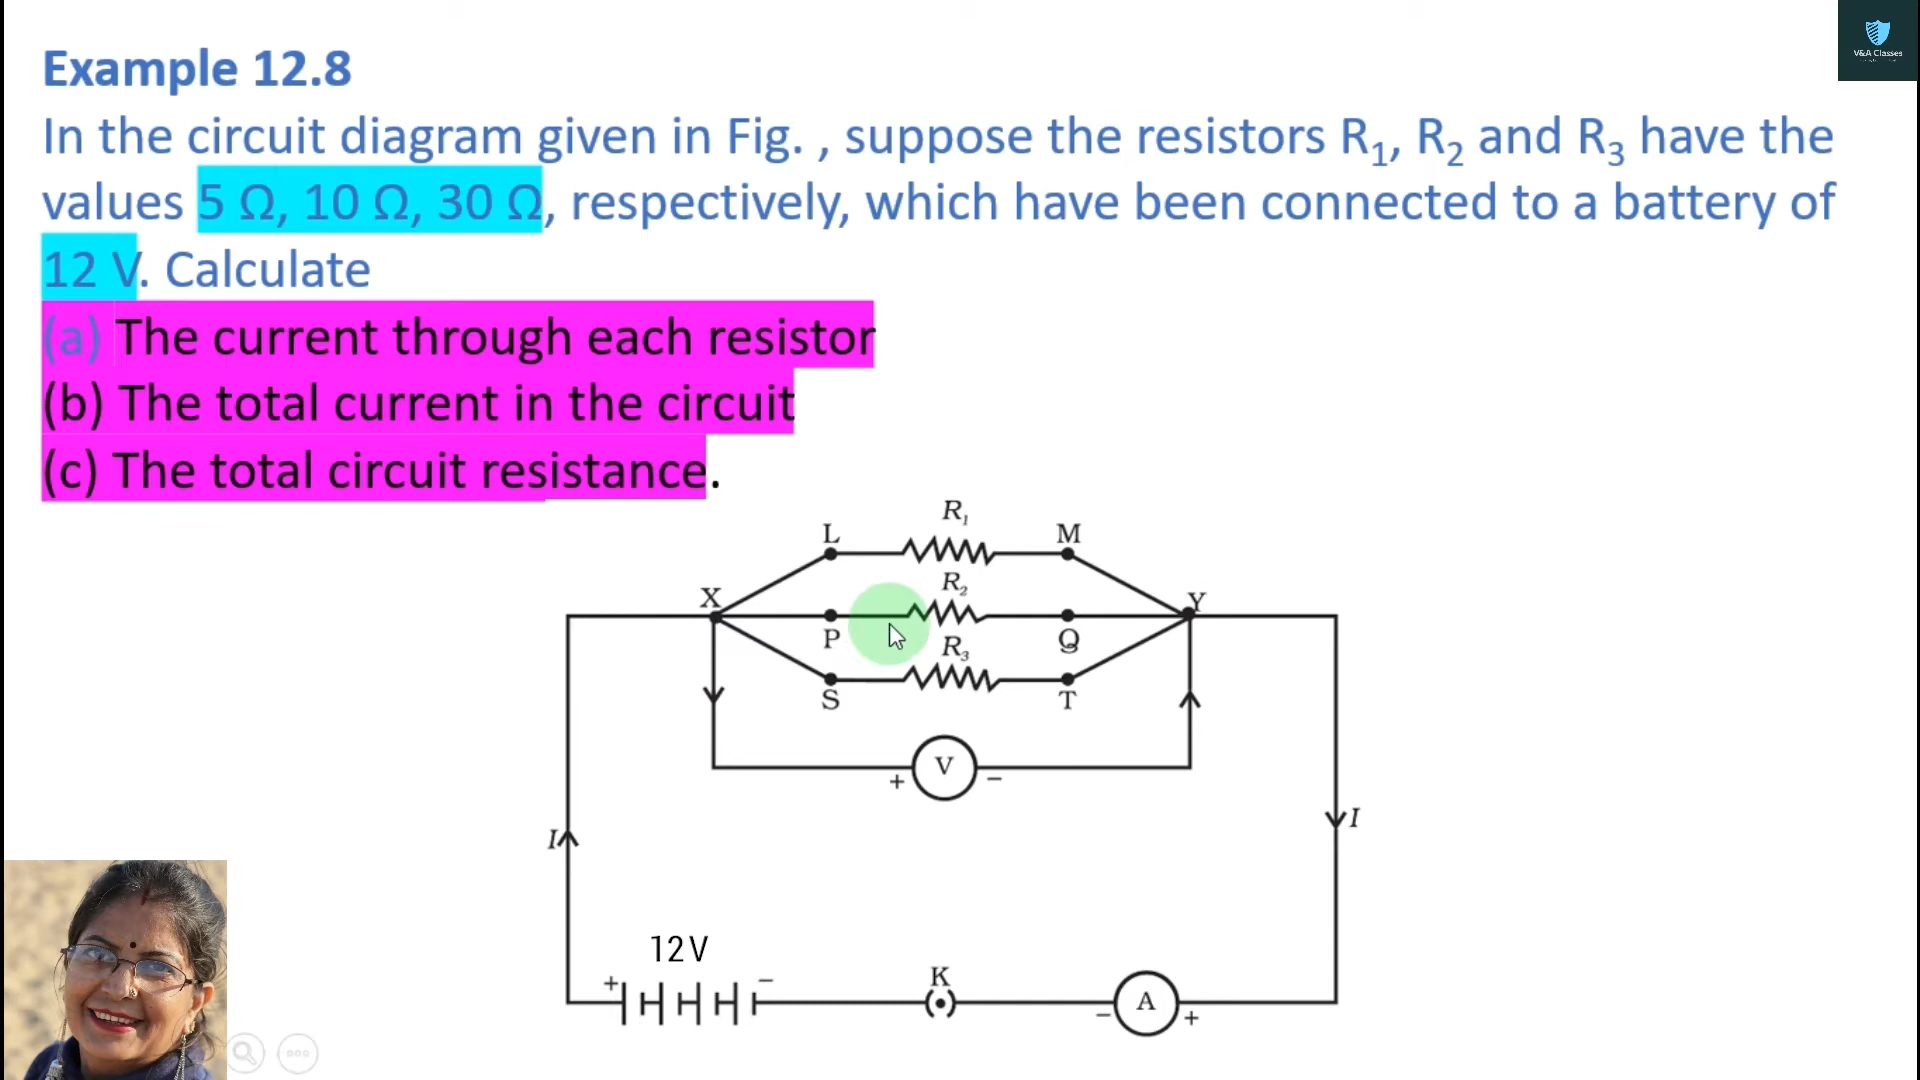 V&A Classes
Example 12.8
In the circuit diagram given in Fig. , suppose the resistors R₁, R₂ and R₃ have the
values 5 Ω, 10 Ω, 30 Ω, respectively, which have been connected to a battery of
12 V. Calculate
(a) The current through each resistor
(b) The total current in the circuit
(c) The total circuit resistance.
R₁
L M
R₂
X Y
P Q
R₃
S T
V
+ −
I I
12V
+ − K
A
− +